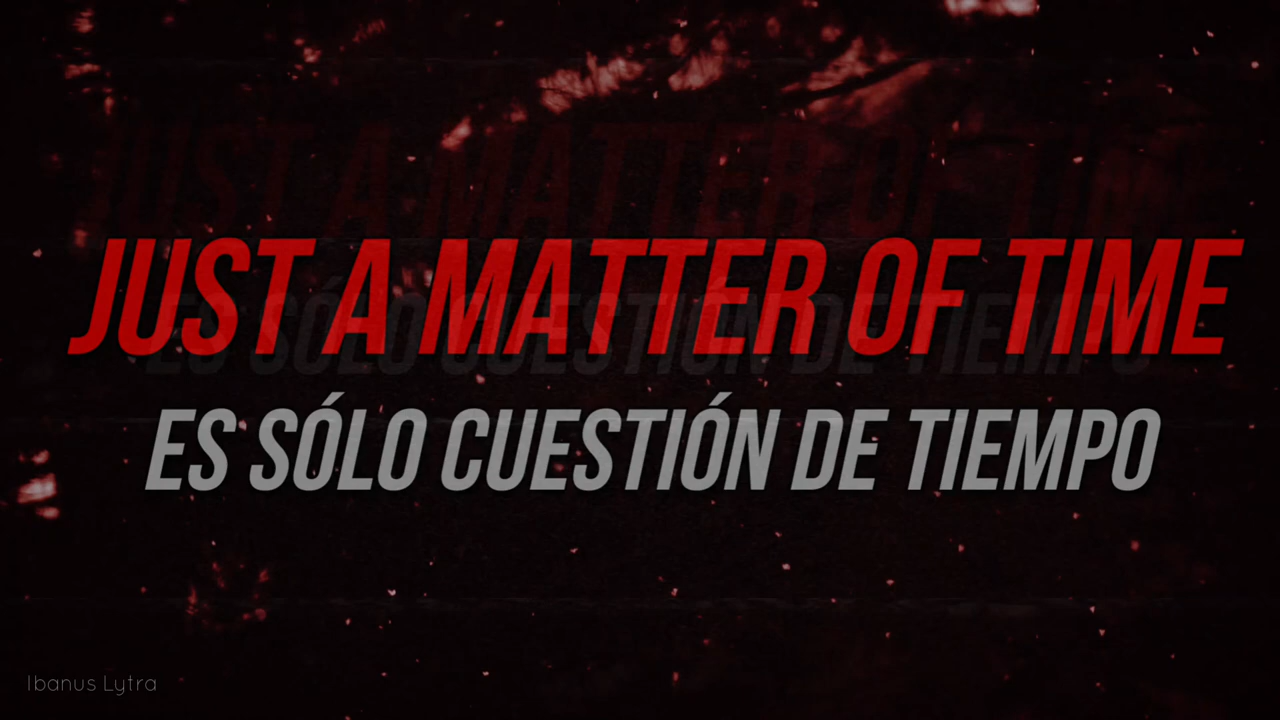 JUST A MATTER OF TIME
ES SÓLO CUESTIÓN DE TIEMPO
Ibanus Lytra